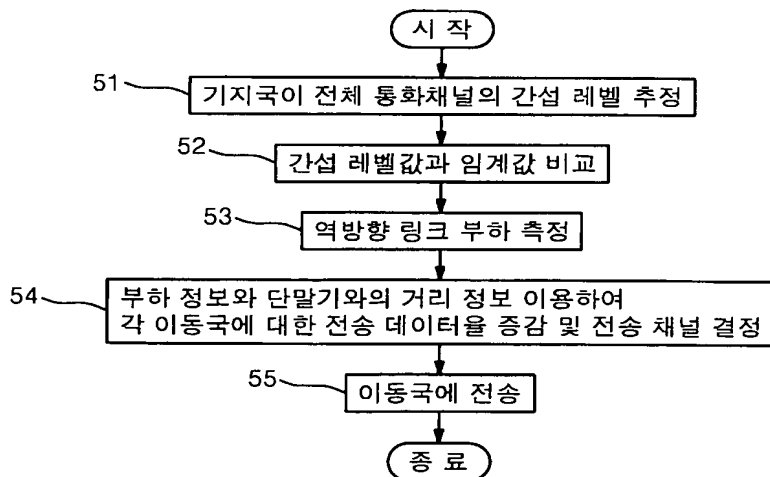 시 작
51
기지국이 전체 통화채널의 간섭 레벨 추정
52
간섭 레벨값과 임계값 비교
53
역방향 링크 부하 측정
54
부하 정보와 단말기와의 거리 정보 이용하여
각 이동국에 대한 전송 데이터율 증감 및 전송 채널 결정
55
이동국에 전송
종 료